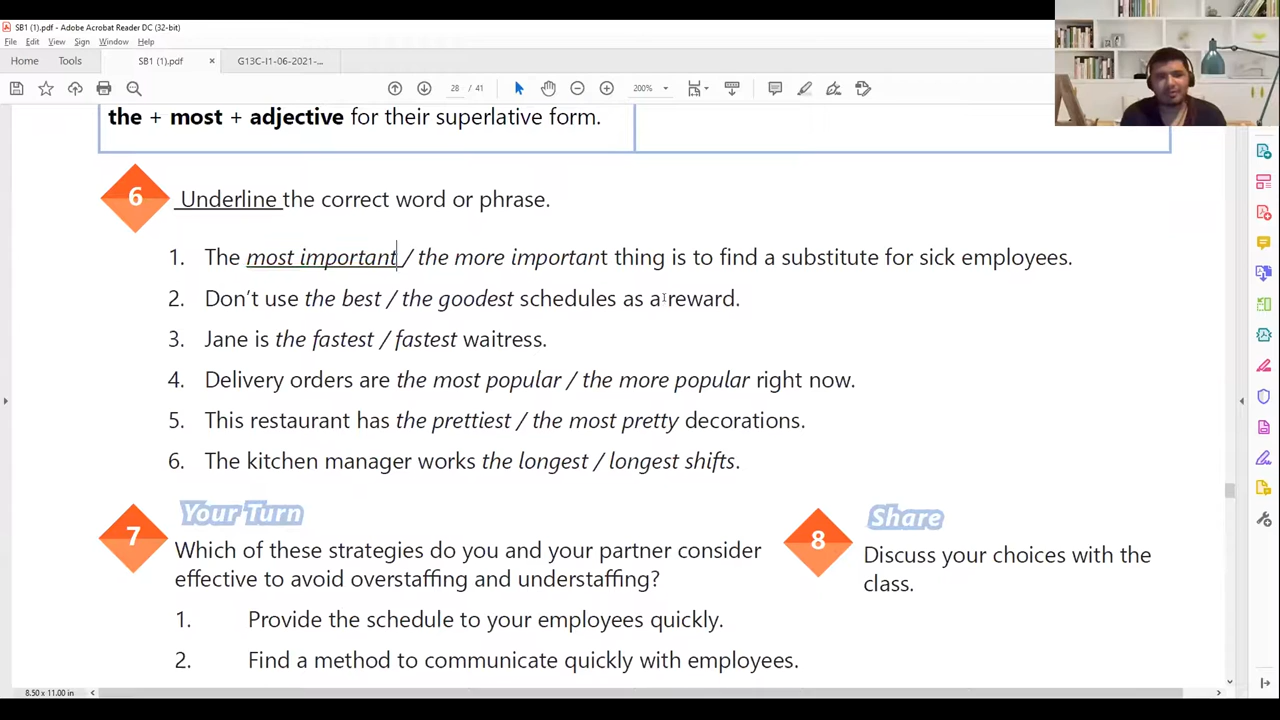 SB1 (1).pdf - Adobe Acrobat Reader DC (32-bit)
File Edit View Sign Window Help
Home Tools SB1 (1).pdf × G13C-I1-06-2021-...
28 / 41 200%
the + most + adjective for their superlative form.
6 Underline the correct word or phrase.
1. The most important / the more important thing is to find a substitute for sick employees.
2. Don't use the best / the goodest schedules as a reward.
3. Jane is the fastest / fastest waitress.
4. Delivery orders are the most popular / the more popular right now.
5. This restaurant has the prettiest / the most pretty decorations.
6. The kitchen manager works the longest / longest shifts.
7 Your Turn
Which of these strategies do you and your partner consider
effective to avoid overstaffing and understaffing?
1. Provide the schedule to your employees quickly.
2. Find a method to communicate quickly with employees.
8 Share
Discuss your choices with the
class.
8.50 x 11.00 in